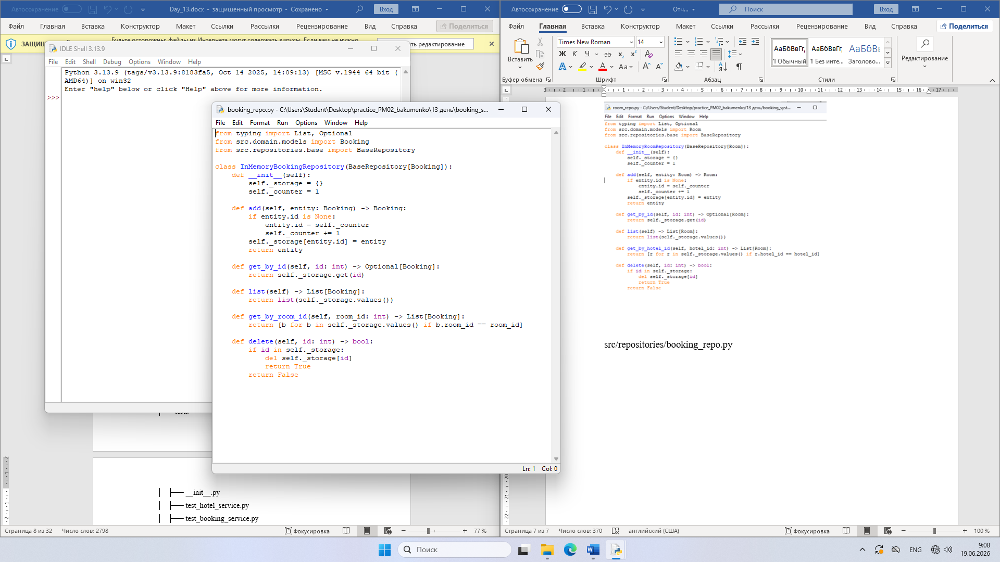 Автосохранение
Day_13.docx - защищенный просмотр - Сохранено
Вход
Файл Главная Вставка Конструктор Макет Ссылки Рассылки Рецензирование Вид Справка
Поделиться
IDLE Shell 3.13.9
File Edit Shell Debug Options Window Help
Python 3.13.9 (tags/v3.13.9:8183fa5, Oct 14 2025, 14:09:13) [MSC v.1944 64 bit (
AMD64)] on win32
Enter "help" below or click "Help" above for more information.
>>>
booking_repo.py - C:\Users\Student\Desktop\practice_PM02_bakumenko\13 день\booking_s...
File Edit Format Run Options Window Help
from typing import List, Optional
from src.domain.models import Booking
from src.repositories.base import BaseRepository
class InMemoryBookingRepository(BaseRepository[Booking]):
def __init__(self):
self._storage = {}
self._counter = 1
def add(self, entity: Booking) -> Booking:
if entity.id is None:
entity.id = self._counter
self._counter += 1
self._storage[entity.id] = entity
return entity
def get_by_id(self, id: int) -> Optional[Booking]:
return self._storage.get(id)
def list(self) -> List[Booking]:
return list(self._storage.values())
def get_by_room_id(self, room_id: int) -> List[Booking]:
return [b for b in self._storage.values() if b.room_id == room_id]
def delete(self, id: int) -> bool:
if id in self._storage:
del self._storage[id]
return True
return False
Ln: 1 Col: 0
│ ├── __init__.py
│ ├── test_hotel_service.py
│ ├── test_booking_service.py
Страница 8 из 32 Число слов: 2798
Фокусировка
77 %
Автосохранение
Отч...
Поиск
Вход
Файл Главная Вставка Конструктор Макет Ссылки Рассылки Рецензирование Вид Справка
Поделиться
Вставить
Буфер обмена
Times New Roman 14
Шрифт
Абзац
АаБбВвГг, АаБбВвГг, АаБбВв
¶ Обычный ¶ Без инте... Заголово...
Стили
Редактирование
room_repo.py - C:/Users/Student/Desktop/practice_PM02_bakumenko/13 день/booking_syst...
File Edit Format Run Options Window Help
from typing import List, Optional
from src.domain.models import Room
from src.repositories.base import BaseRepository
class InMemoryRoomRepository(BaseRepository[Room]):
def __init__(self):
self._storage = {}
self._counter = 1
def add(self, entity: Room) -> Room:
if entity.id is None:
entity.id = self._counter
self._counter += 1
self._storage[entity.id] = entity
return entity
def get_by_id(self, id: int) -> Optional[Room]:
return self._storage.get(id)
def list(self) -> List[Room]:
return list(self._storage.values())
def get_by_hotel_id(self, hotel_id: int) -> List[Room]:
return [r for r in self._storage.values() if r.hotel_id == hotel_id]
def delete(self, id: int) -> bool:
if id in self._storage:
del self._storage[id]
return True
return False
src/repositories/booking_repo.py
Страница 7 из 7 Число слов: 370
английский (США)
Фокусировка
100 %
Поиск
ENG
9:08
19.06.2026